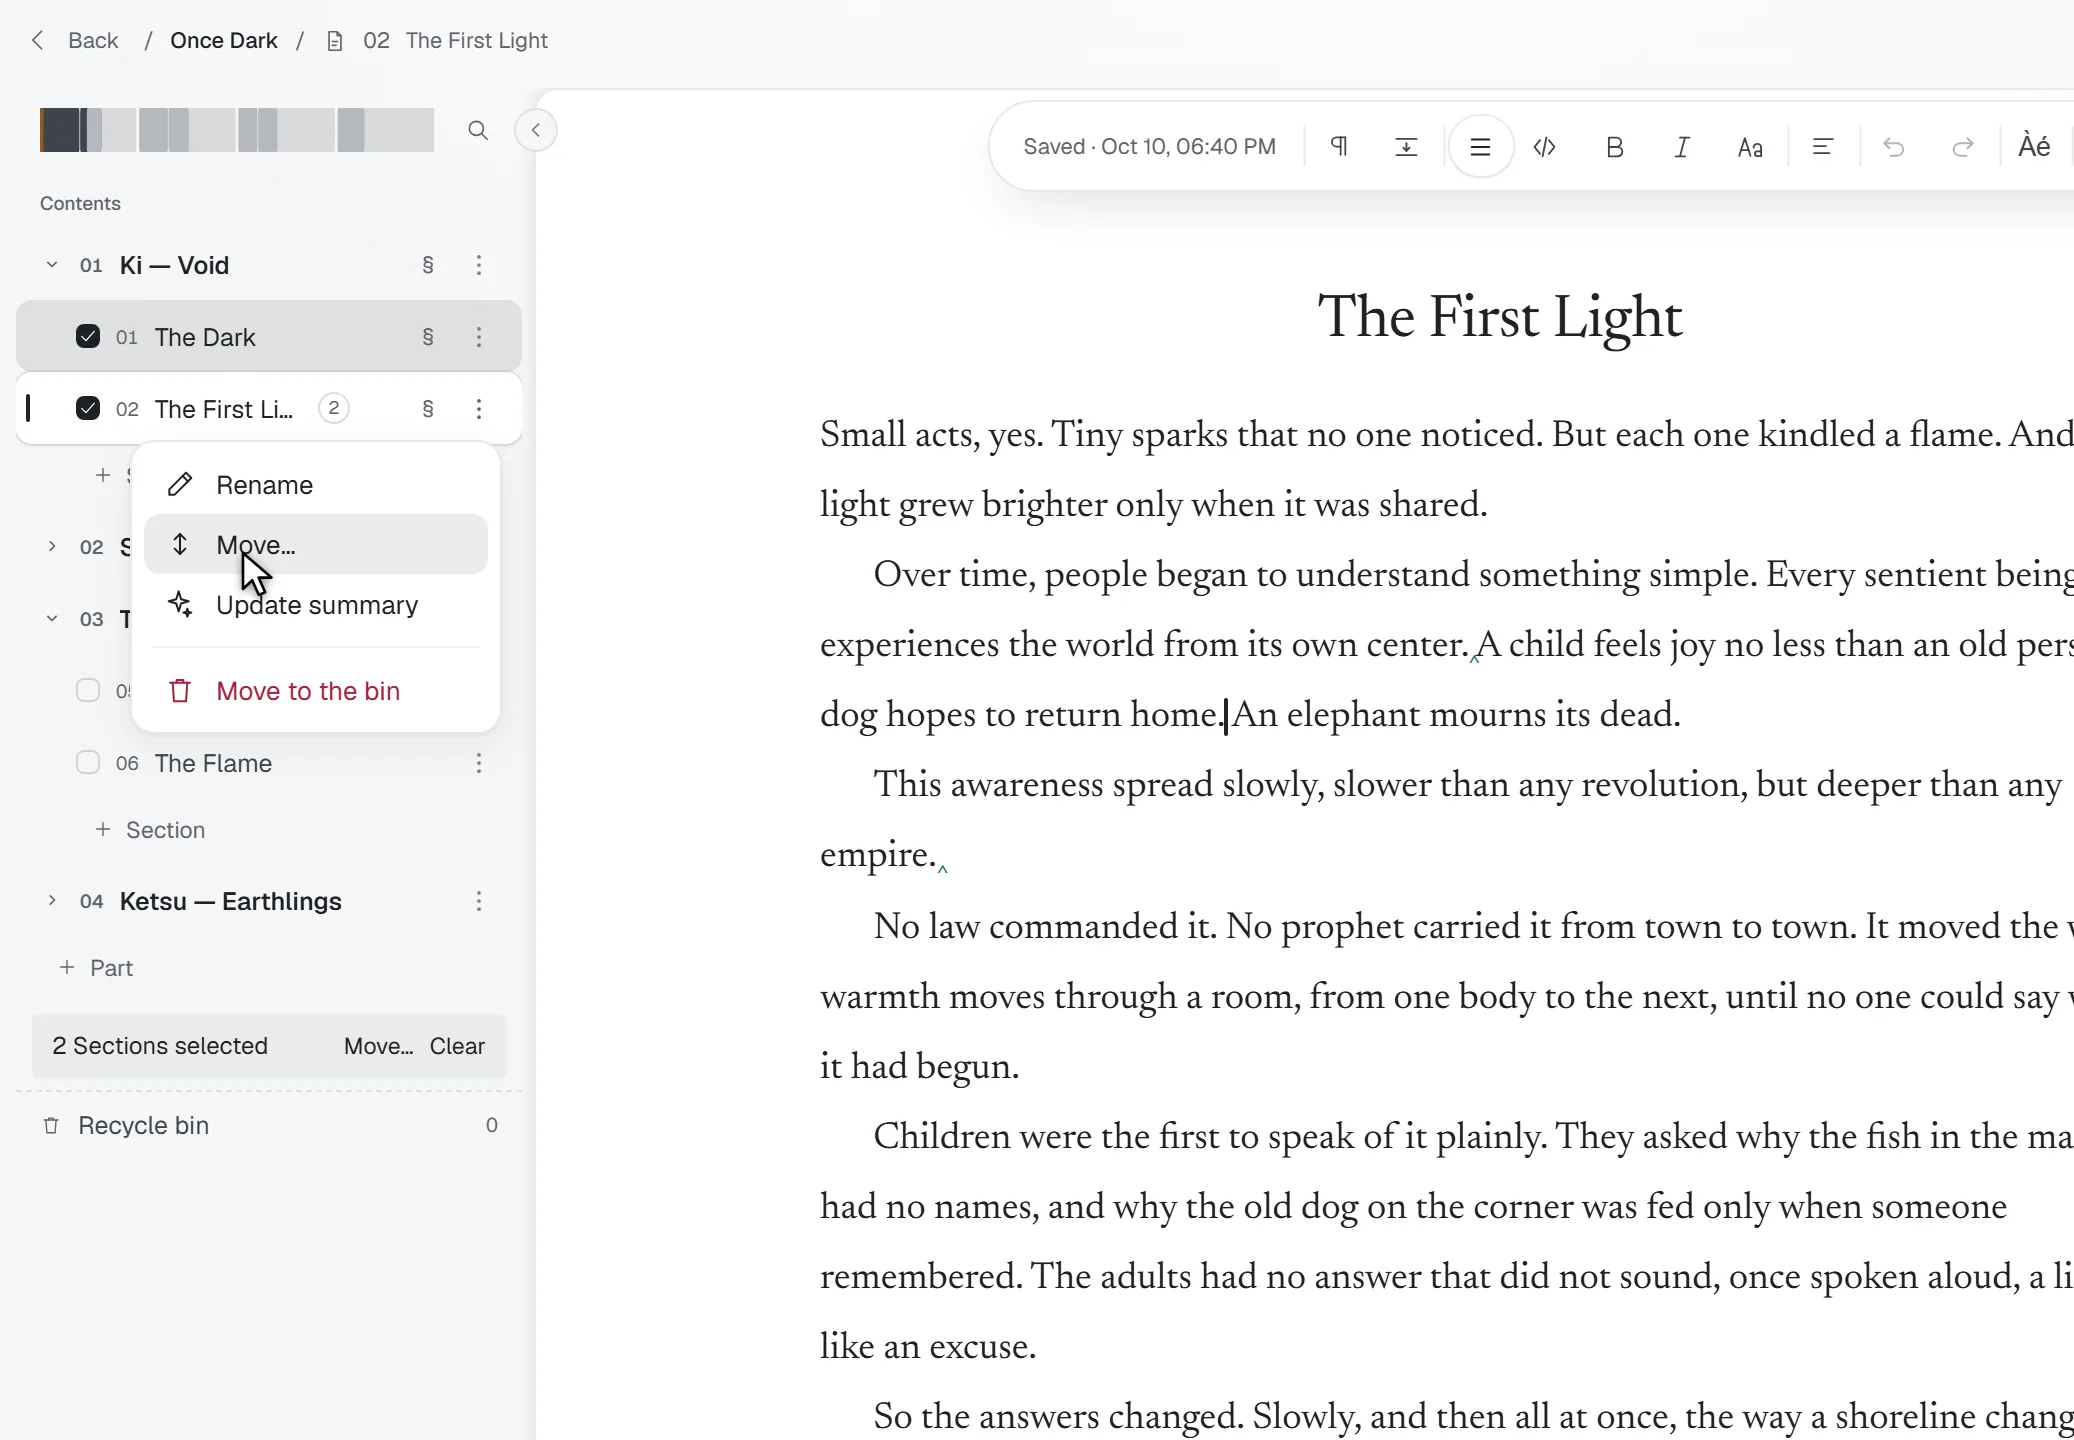 Back / Once Dark / 02 The First Light
Contents
01 Ki — Void §
01 The Dark §
02 The First Li... 2 §
+
Rename
02
Move...
Update summary
03
Move to the bin
06 The Flame
+ Section
04 Ketsu — Earthlings
+ Part
2 Sections selected Move... Clear
Recycle bin 0
Saved · Oct 10, 06:40 PM ¶ </> B I Aa Àé
The First Light
Small acts, yes. Tiny sparks that no one noticed. But each one kindled a flame. And
light grew brighter only when it was shared.
Over time, people began to understand something simple. Every sentient being
experiences the world from its own center.^A child feels joy no less than an old
dog hopes to return home. An elephant mourns its dead.
This awareness spread slowly, slower than any revolution, but deeper than any
empire.^
No law commanded it. No prophet carried it from town to town. It moved the
warmth moves through a room, from one body to the next, until no one could say
it had begun.
Children were the first to speak of it plainly. They asked why the fish in the
had no names, and why the old dog on the corner was fed only when someone
remembered. The adults had no answer that did not sound, once spoken aloud, a
like an excuse.
So the answers changed. Slowly, and then all at once, the way a shoreline